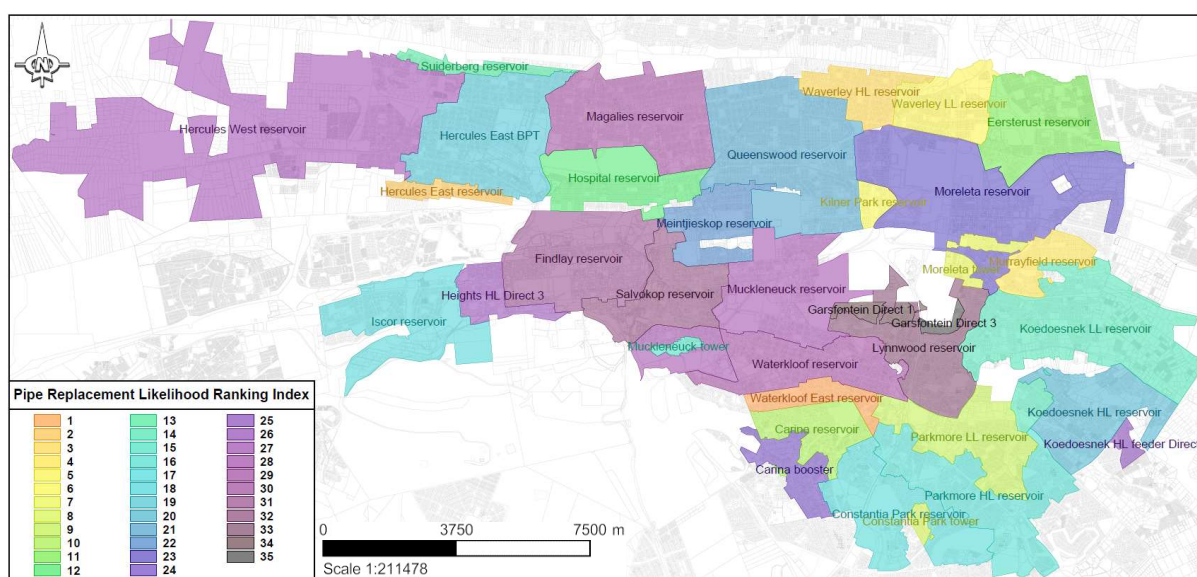 N
Suiderberg reservoir
Waverley HL reservoir
Waverley LL reservoir
Magalies reservoir
Eersterust reservoir
Hercules West reservoir
Hercules East BPT
Queenswood reservoir
Hospital reservoir
Hercules East reservoir
Moreleta reservoir
Kilner Park reservoir
Meintjieskop reservoir
Findlay reservoir
Murrayfield reservoir
Moreleta tower
Heights HL Direct 3
Salvokop reservoir
Muckleneuck reservoir
Garsfontein Direct 1
Garsfontein Direct 3
Iscor reservoir
Koedoesnek LL reservoir
Muckleneuck tower
Lynnwood reservoir
Waterkloof reservoir
Waterkloof East reservoir
Koedoesnek HL reservoir
Carina reservoir
Parkmore LL reservoir
Koedoesnek HL feeder Direct
Carina booster
Parkmore HL reservoir
Constantia Park reservoir
Constantia Park tower
Pipe Replacement Likelihood Ranking Index
1 13 25
2 14 26
3 15 27
4 16 28
5 17 29
6 18 30
7 19 31
8 20 32
9 21 33
10 22 34
11 23 35
12 24
0 3750 7500 m
Scale 1:211478